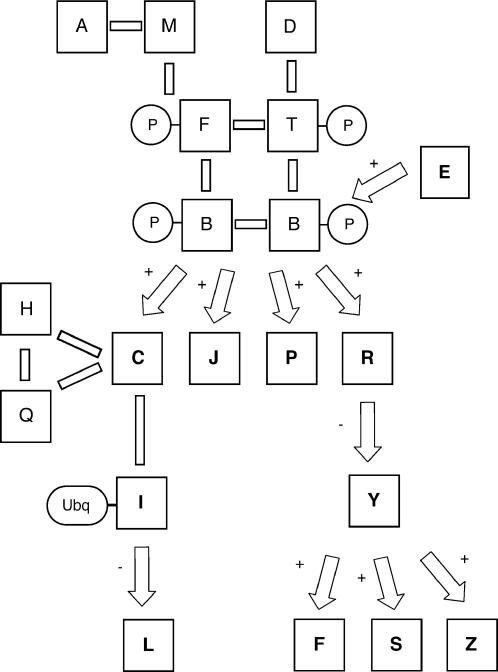 A M D
P F T P
E
+
P B B P
+ + + +
H
C J P R
Q
-
Ubq I Y
-
+ + +
L F S Z